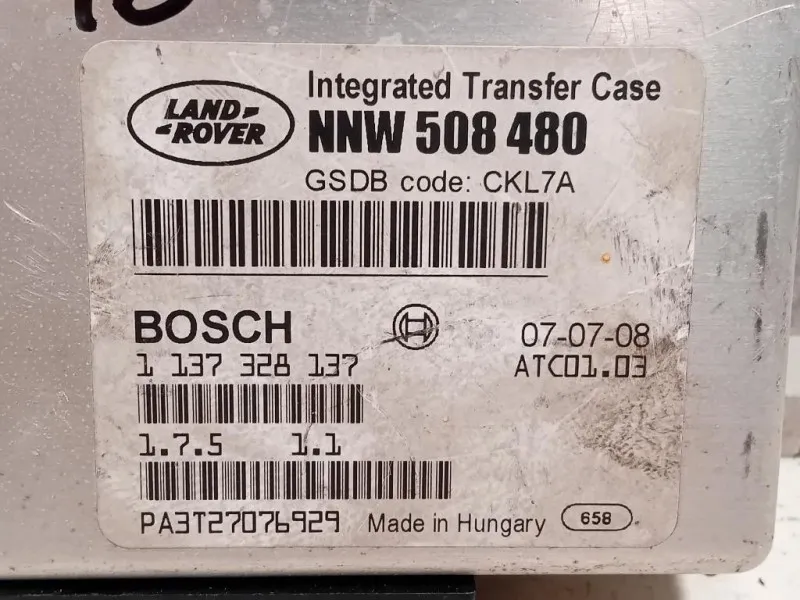 Integrated Transfer Case
LAND ROVER
NNW 508 480
GSDB code: CKL7A
BOSCH
07-07-08
1 137 328 137
ATC01.03
1.7.5 1.1
PA3T27076929 Made in Hungary 658